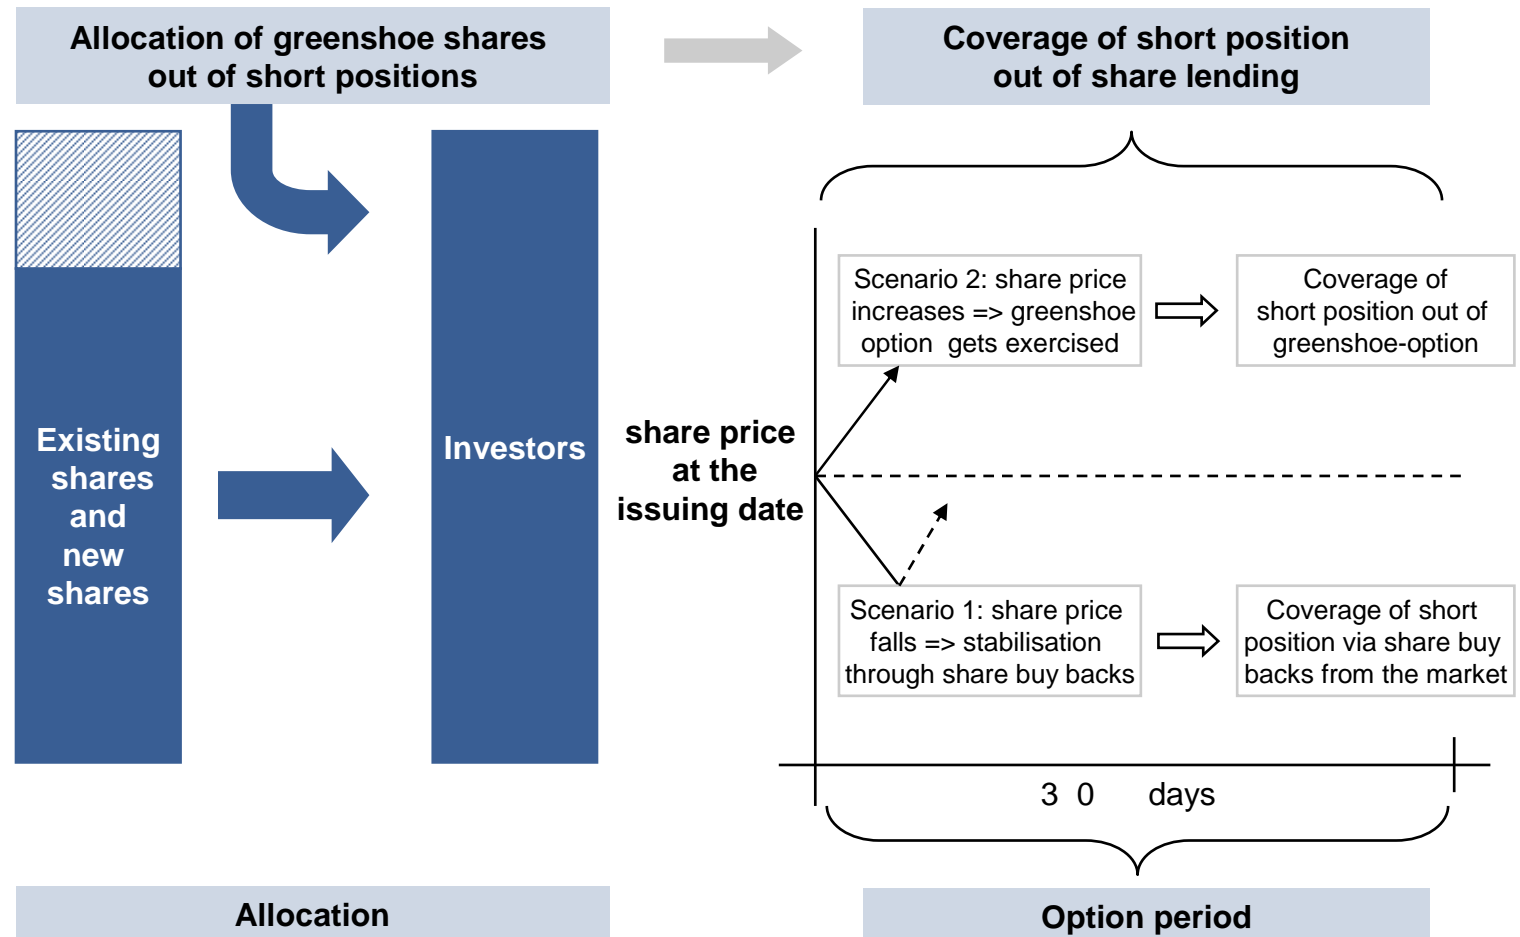 Allocation of greenshoe shares
out of short positions
Coverage of short position
out of share lending
Existing
shares
and
new
shares
Investors
share price
at the
issuing date
Scenario 2: share price
increases => greenshoe
option gets exercised
Coverage of
short position out of
greenshoe-option
Scenario 1: share price
falls => stabilisation
through share buy backs
Coverage of short
position via share buy
backs from the market
3 0 days
Allocation
Option period